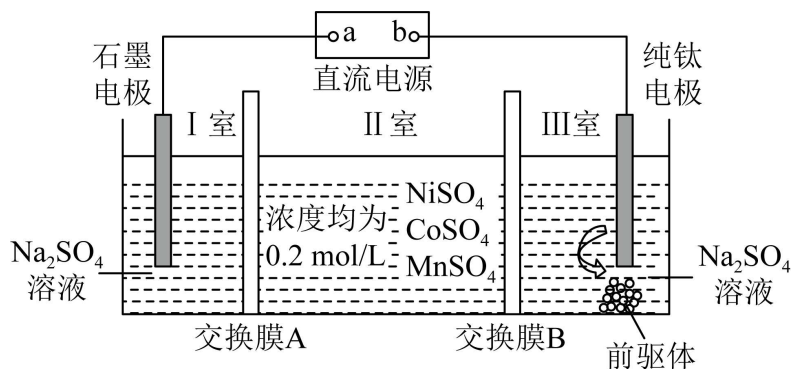 石墨
电极
a
b
直流电源
纯钛
电极
Ⅰ室
Ⅱ室
Ⅲ室
浓度均为
0.2 mol/L
NiSO₄
CoSO₄
MnSO₄
Na₂SO₄
溶液
Na₂SO₄
溶液
交换膜A
交换膜B
前驱体